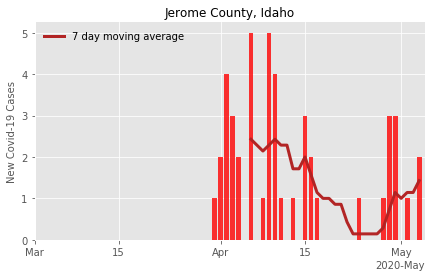 Jerome County, Idaho
7 day moving average
New Covid-19 Cases
5
4
3
2
1
0
Mar 15 Apr 15 May
2020-May